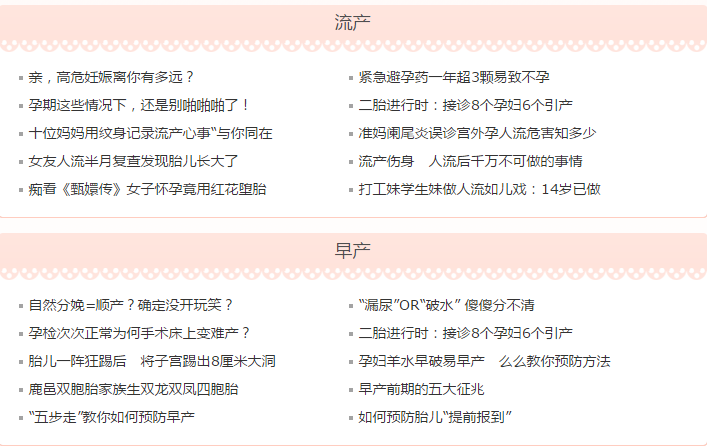 流产
亲，高危妊娠离你有多远？
紧急避孕药一年超3颗易致不孕
孕期这些情况下，还是别啪啪啪了！
二胎进行时：接诊8个孕妇6个引产
十位妈妈用纹身记录流产心事“与你同在
准妈阑尾炎误诊宫外孕人流危害知多少
女友人流半月复查发现胎儿长大了
流产伤身　人流后千万不可做的事情
痴看《甄嬛传》女子怀孕竟用红花堕胎
打工妹学生妹做人流如儿戏：14岁已做
早产
自然分娩=顺产？确定没开玩笑？
“漏尿”OR“破水” 傻傻分不清
孕检次次正常为何手术床上变难产？
二胎进行时：接诊8个孕妇6个引产
胎儿一阵狂踢后　将子宫踢出8厘米大洞
孕妇羊水早破易早产　么么教你预防方法
鹿邑双胞胎家族生双龙双凤四胞胎
早产前期的五大征兆
“五步走”教你如何预防早产
如何预防胎儿“提前报到”